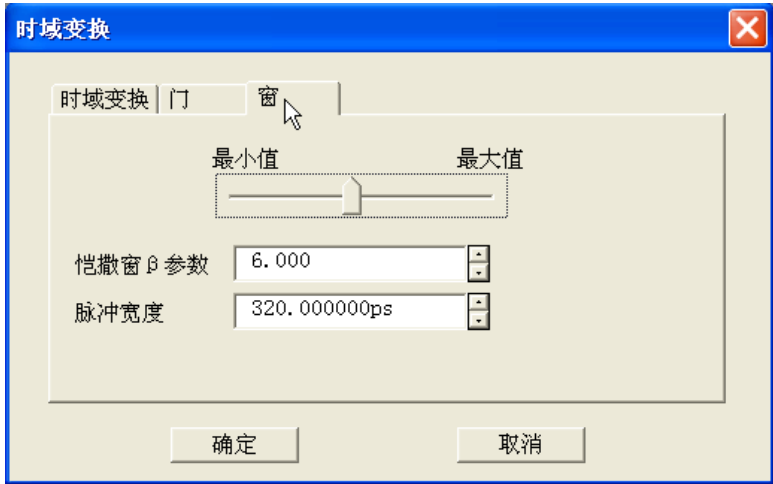 时域变换
时域变换 门 窗
最小值 最大值
恺撒窗β参数 6.000
脉冲宽度 320.000000ps
确定 取消